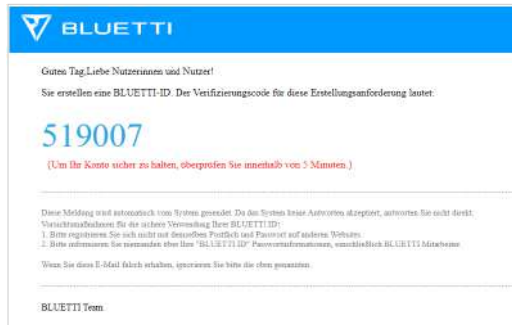 BLUETTI
Guten Tag,Liebe Nutzerinnen und Nutzer!
Sie erstellen eine BLUETTI-ID. Der Verifizierungscode für diese Erstellungsanforderung lautet:
519007
(Um Ihr Konto sicher zu halten, überprüfen Sie innerhalb von 5 Minuten.)
Diese Meldung wird automatisch vom System gesendet. Da das System keine Antworten akzeptiert, antworten Sie nicht direkt.
Vorsichtsmaßnahmen für die sichere Verwendung Ihrer BLUETTI ID:
1. Bitte registrieren Sie sich nicht mit demselben Postfach und Passwort auf anderen Websites.
2. Bitte informieren Sie niemanden über Ihre "BLUETTI ID" Passwortinformationen, einschließlich BLUETTI Mitarbeiter.
Wenn Sie diese E-Mail falsch erhalten, ignorieren Sie bitte die oben genannten.
BLUETTI Team